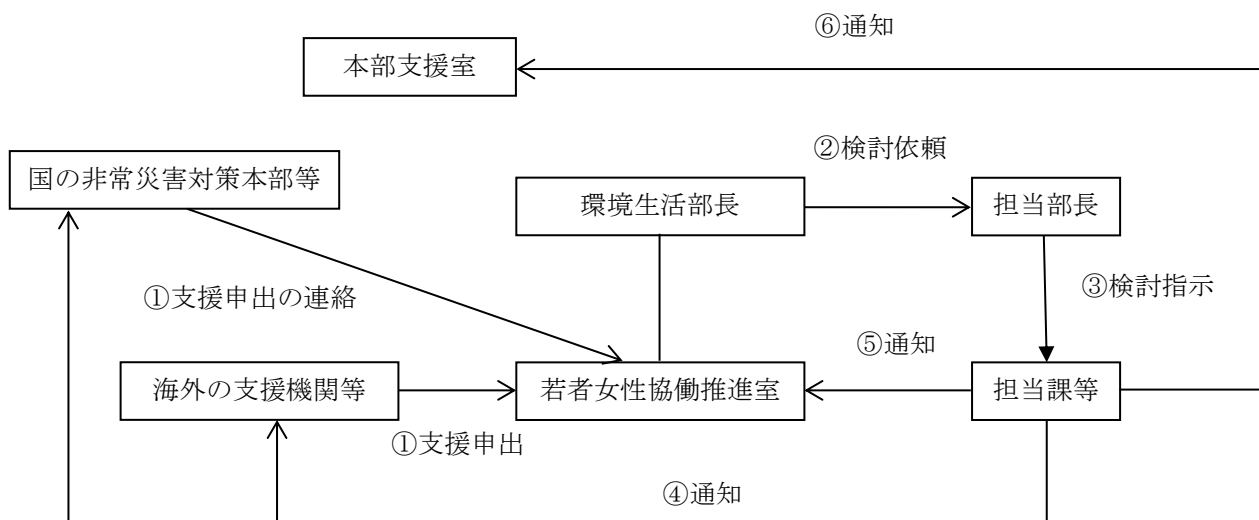 ⑥通知
本部支援室
②検討依頼
国の非常災害対策本部等
環境生活部長
担当部長
①支援申出の連絡
③検討指示
⑤通知
海外の支援機関等
若者女性協働推進室
担当課等
①支援申出
④通知